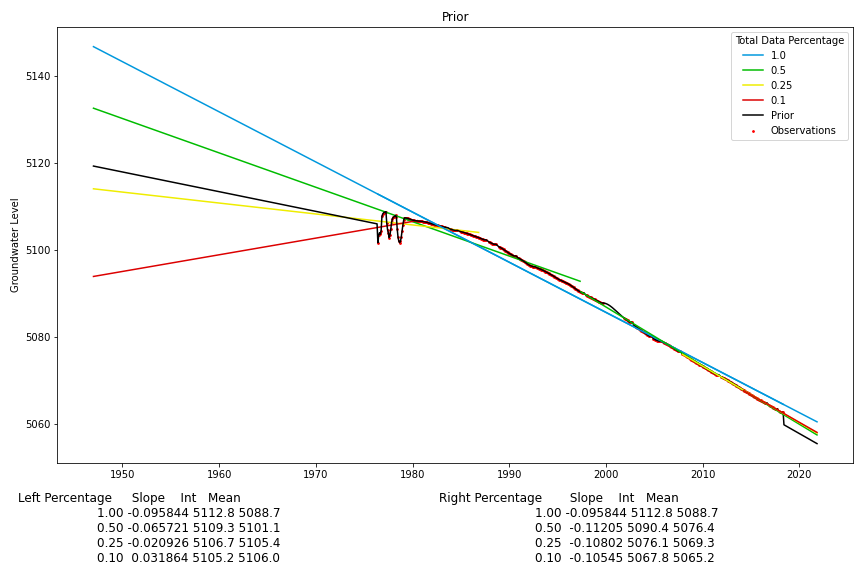 Prior
Total Data Percentage
1.0
0.5
0.25
0.1
Prior
Observations
Groundwater Level
5140
5120
5100
5080
5060
1950 1960 1970 1980 1990 2000 2010 2020
Left Percentage Slope Int Mean
1.00 -0.095844 5112.8 5088.7
0.50 -0.065721 5109.3 5101.1
0.25 -0.020926 5106.7 5105.4
0.10 0.031864 5105.2 5106.0
Right Percentage Slope Int Mean
1.00 -0.095844 5112.8 5088.7
0.50 -0.11205 5090.4 5076.4
0.25 -0.10802 5076.1 5069.3
0.10 -0.10545 5067.8 5065.2